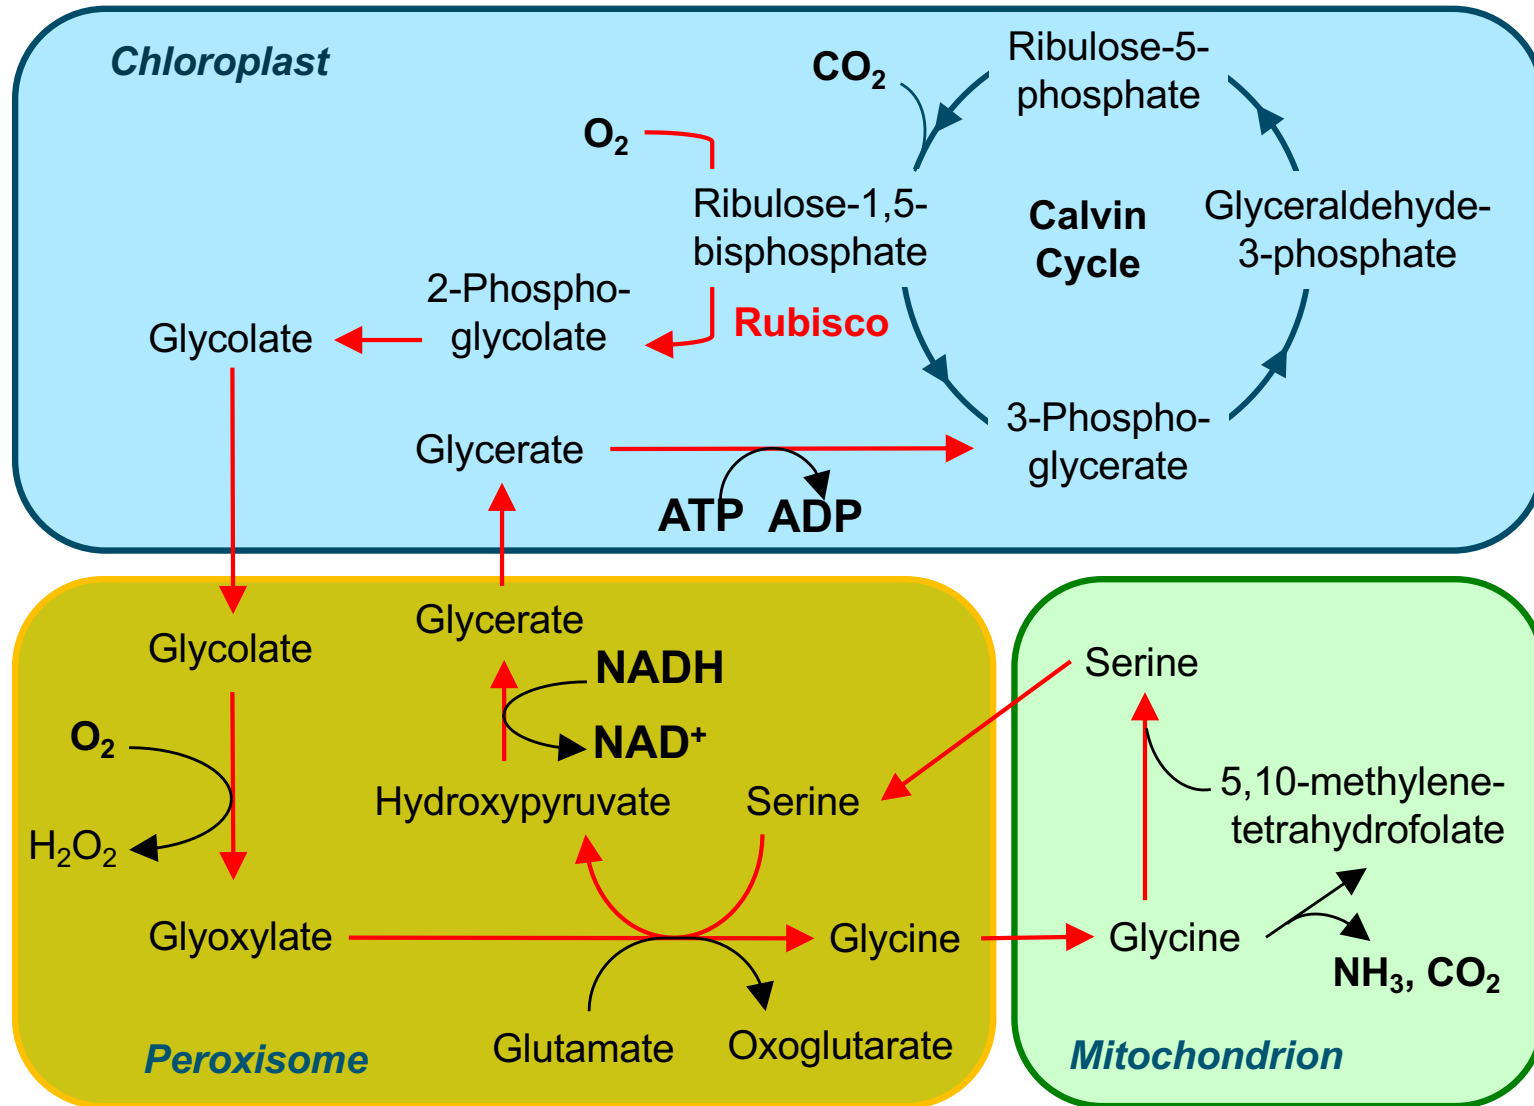 Chloroplast
CO₂
Ribulose-5-
phosphate
O₂
Ribulose-1,5-
bisphosphate
Calvin
Cycle
Glyceraldehyde-
3-phosphate
2-Phospho-
glycolate
Glycolate
Rubisco
Glycerate
3-Phospho-
glycerate
ATP
ADP
Glycolate
Glycerate
NADH
NAD⁺
O₂
H₂O₂
Hydroxypyruvate
Serine
Serine
5,10-methylene-
tetrahydrofolate
Glyoxylate
Glycine
Glycine
NH₃, CO₂
Glutamate
Oxoglutarate
Peroxisome
Mitochondrion